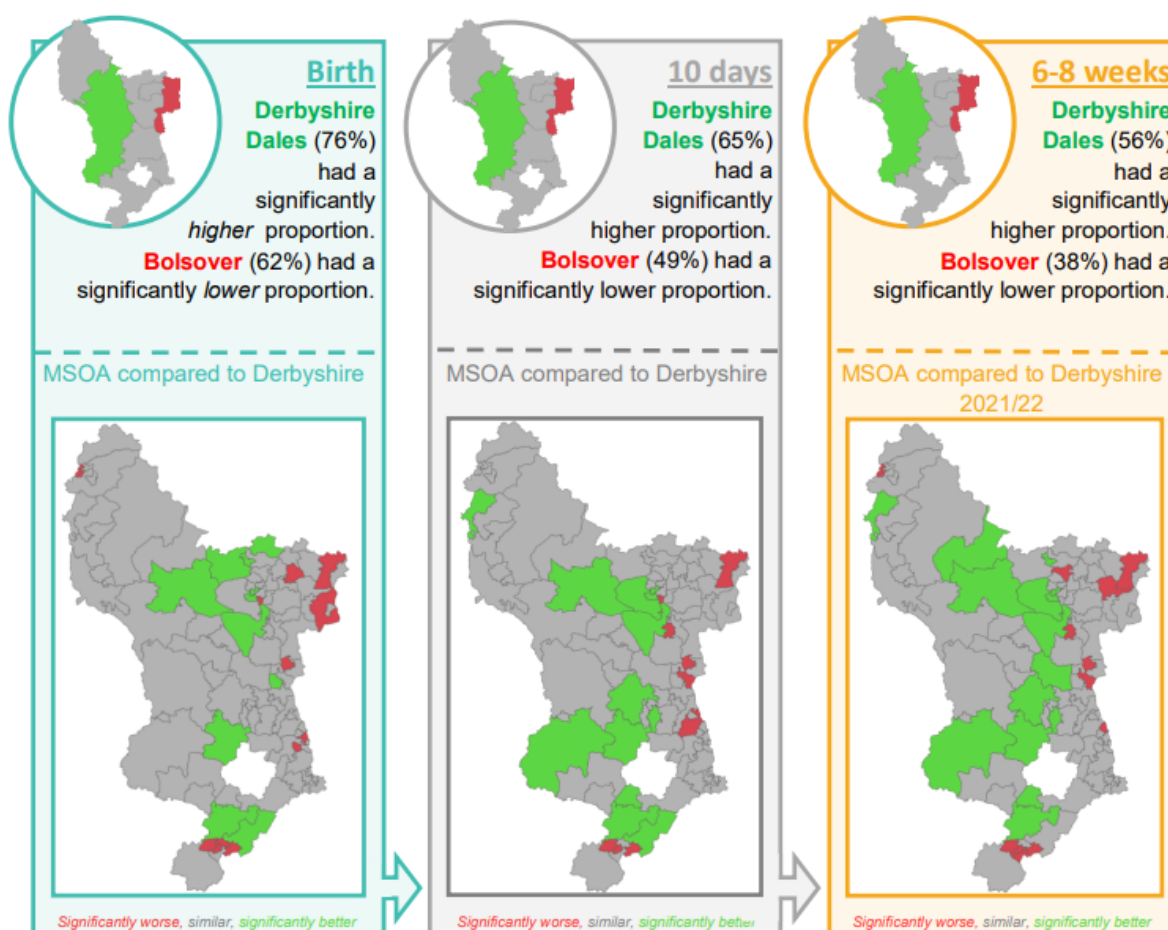 Birth
Derbyshire
Dales (76%)
had a
significantly
higher proportion.
Bolsover (62%) had a
significantly lower proportion.
MSOA compared to Derbyshire
Significantly worse, similar, significantly better
10 days
Derbyshire
Dales (65%)
had a
significantly
higher proportion.
Bolsover (49%) had a
significantly lower proportion.
MSOA compared to Derbyshire
Significantly worse, similar, significantly better
6-8 weeks
Derbyshire
Dales (56%)
had a
significantly
higher proportion.
Bolsover (38%) had a
significantly lower proportion.
MSOA compared to Derbyshire
2021/22
Significantly worse, similar, significantly better